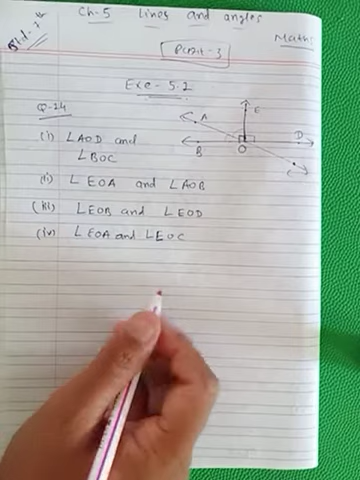 Ch-5 Lines and angles
Maths
Part-3
Exe-5.2
Q-24
(i) ∠AOD and
∠BOC
(ii) ∠EOA and ∠AOB
(iii) ∠EOB and ∠EOD
(iv) ∠EOA and ∠EOC
A
E
B
O
D